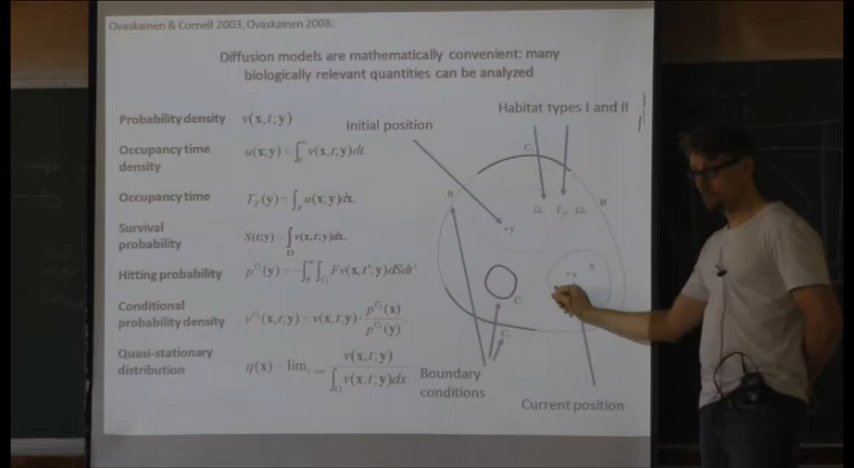 Ovaskainen & Cornell 2003, Ovaskainen 2008:
Diffusion models are mathematically convenient: many
biologically relevant quantities can be analyzed
Probability density v(x,t;y)
Occupancy time
density
u(x;y)=∫₀^∞ v(x,t;y)dt.
Occupancy time
Survival
probability
Hitting probability
Conditional
probability density
Quasi-stationary
distribution
Initial position
Habitat types I and II
C
B
B
Ω
Ω
y
X
x
C
C
Boundary
conditions
Current position